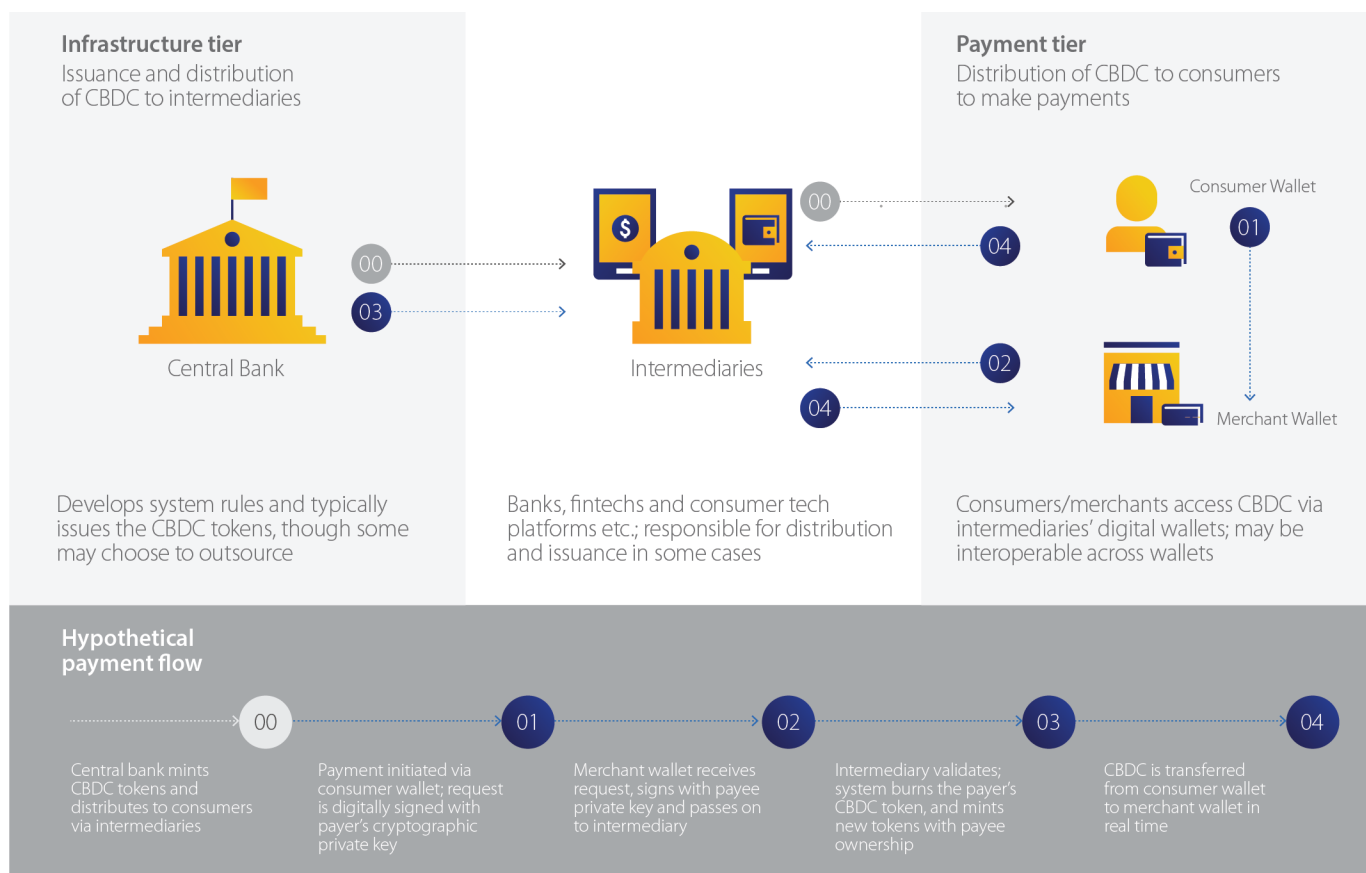 Infrastructure tier
Issuance and distribution
of CBDC to intermediaries
Payment tier
Distribution of CBDC to consumers
to make payments
00
03
Central Bank
$
Intermediaries
00
04
02
04
Consumer Wallet
01
Merchant Wallet
Develops system rules and typically
issues the CBDC tokens, though some
may choose to outsource
Banks, fintechs and consumer tech
platforms etc.; responsible for distribution
and issuance in some cases
Consumers/merchants access CBDC via
intermediaries’ digital wallets; may be
interoperable across wallets
Hypothetical
payment flow
00
Central bank mints
CBDC tokens and
distributes to consumers
via intermediaries
01
Payment initiated via
consumer wallet; request
is digitally signed with
payer’s cryptographic
private key
02
Merchant wallet receives
request, signs with payee
private key and passes on
to intermediary
03
Intermediary validates;
system burns the payer’s
CBDC token, and mints
new tokens with payee
ownership
04
CBDC is transferred
from consumer wallet
to merchant wallet in
real time